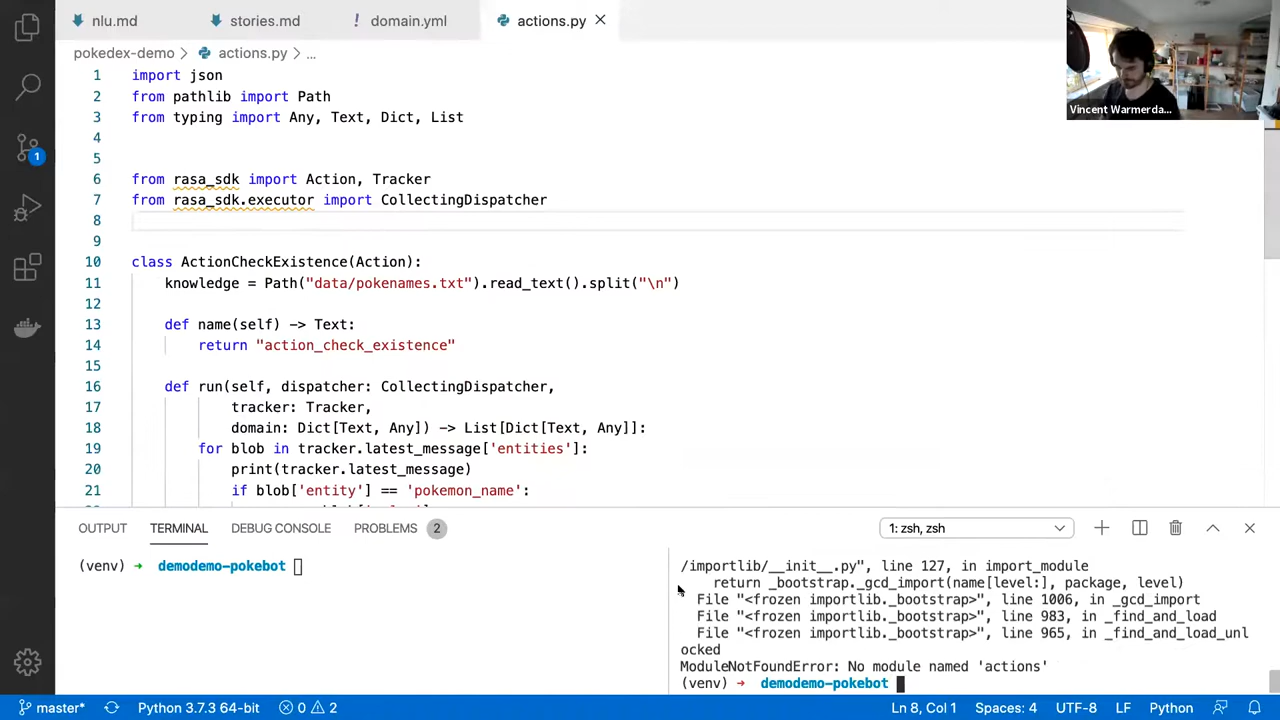 nlu.md
stories.md
! domain.yml
actions.py
pokedex-demo > actions.py > ...
Vincent Warmerda...
1 import json
2 from pathlib import Path
3 from typing import Any, Text, Dict, List
4
5
6 from rasa_sdk import Action, Tracker
7 from rasa_sdk.executor import CollectingDispatcher
8
9
10 class ActionCheckExistence(Action):
11 knowledge = Path("data/pokenames.txt").read_text().split("\n")
12
13 def name(self) -> Text:
14 return "action_check_existence"
15
16 def run(self, dispatcher: CollectingDispatcher,
17 tracker: Tracker,
18 domain: Dict[Text, Any]) -> List[Dict[Text, Any]]:
19 for blob in tracker.latest_message['entities']:
20 print(tracker.latest_message)
21 if blob['entity'] == 'pokemon_name':
1
OUTPUT
TERMINAL
DEBUG CONSOLE
PROBLEMS 2
1: zsh, zsh
(venv) → demodemo-pokebot
/importlib/__init__.py", line 127, in import_module
return _bootstrap._gcd_import(name[level:], package, level)
File "<frozen importlib._bootstrap>", line 1006, in _gcd_import
File "<frozen importlib._bootstrap>", line 983, in _find_and_load
File "<frozen importlib._bootstrap>", line 965, in _find_and_load_unl
ocked
ModuleNotFoundError: No module named 'actions'
(venv) → demodemo-pokebot
master*
Python 3.7.3 64-bit
0 2
Ln 8, Col 1
Spaces: 4
UTF-8
LF
Python